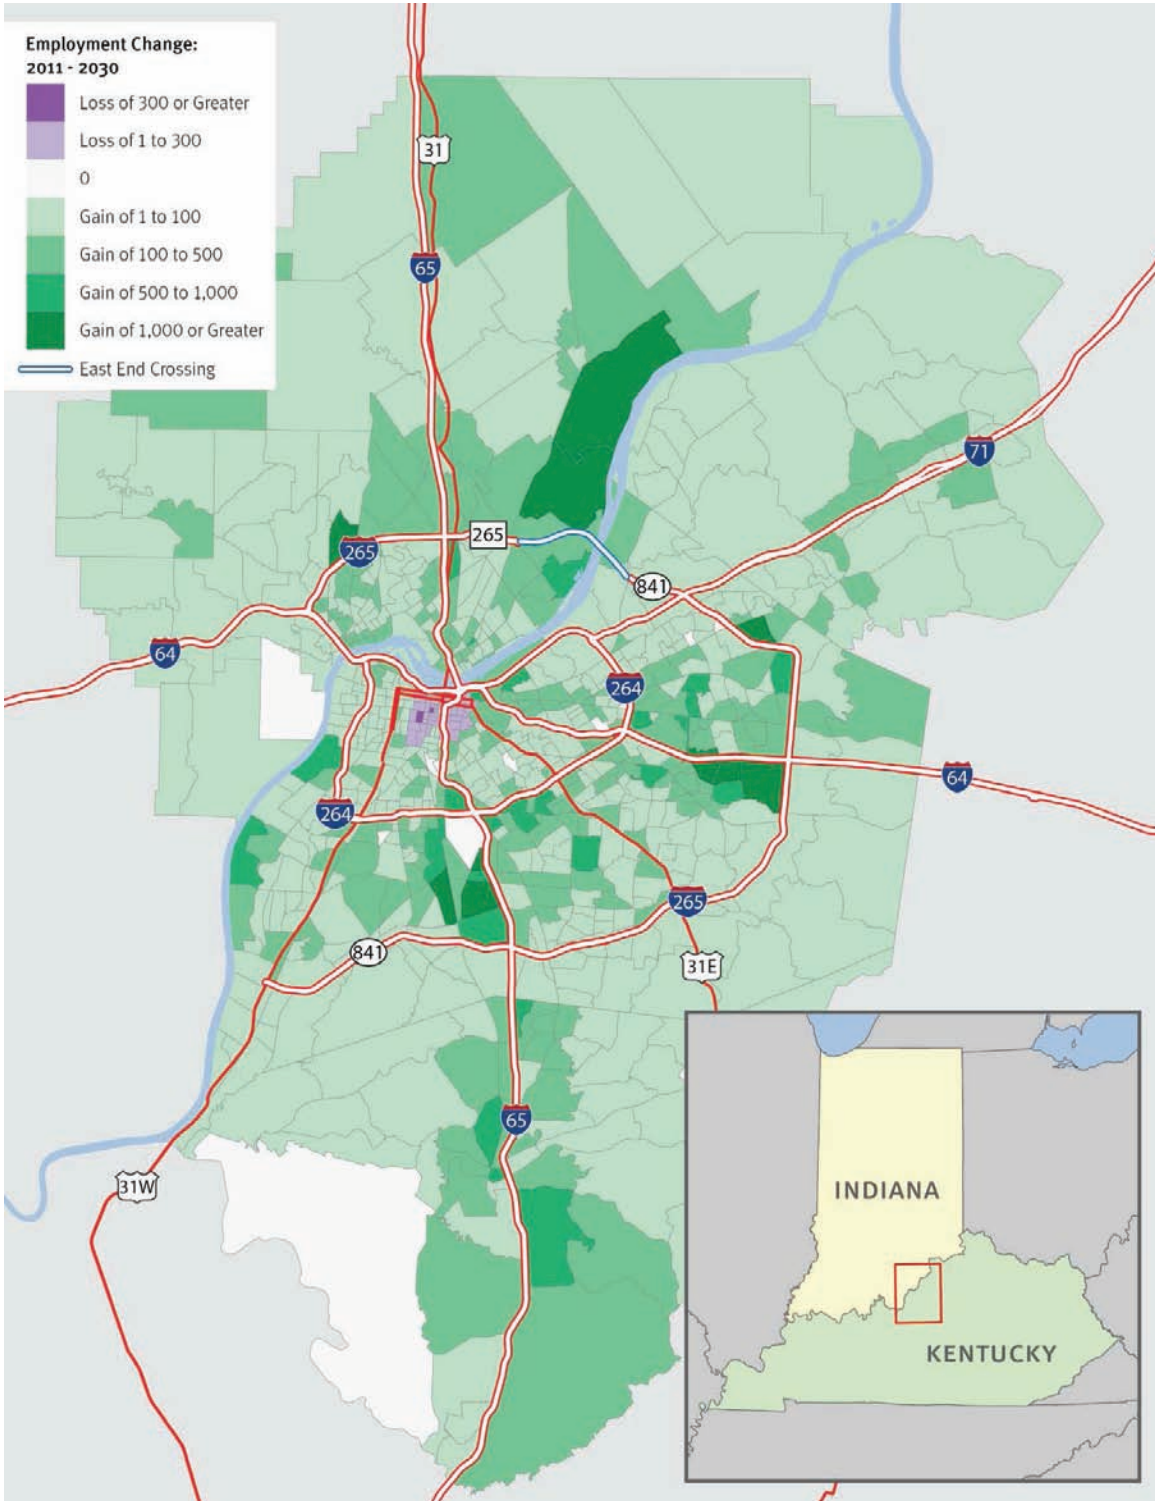 Employment Change:
2011 - 2030
Loss of 300 or Greater
Loss of 1 to 300
0
Gain of 1 to 100
Gain of 100 to 500
Gain of 500 to 1,000
Gain of 1,000 or Greater
East End Crossing
31
65
71
265
265
841
64
264
64
264
265
841
31E
65
31W
INDIANA
KENTUCKY